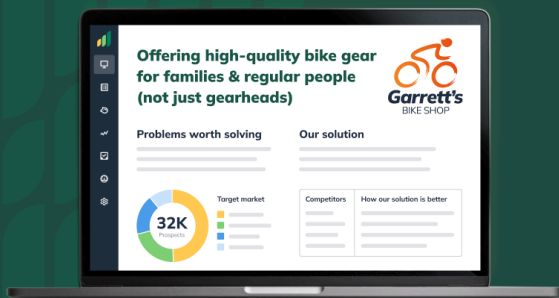 Offering high-quality bike gear
for families & regular people
(not just gearheads)
Garrett's
BIKE SHOP
Problems worth solving
Our solution
32K
Prospects
Target market
Competitors
How our solution is better